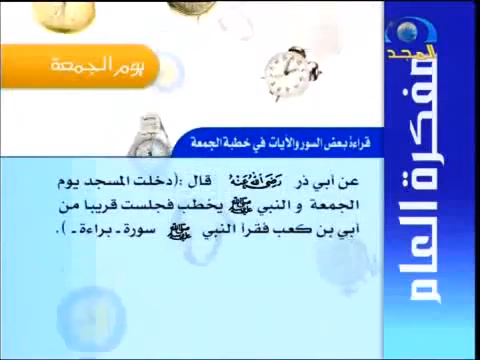 المجد
مفكرة العام
يوم الجمعة
قراءة بعض السور والآيات في خطبة الجمعة
عن أبي ذر رضي الله عنه قال :(دخلت المسجد يوم
الجمعة و النبي ﷺ يخطب فجلست قريبا من
أبي بن كعب فقرأ النبي ﷺ سورة ـ براءة ـ ).